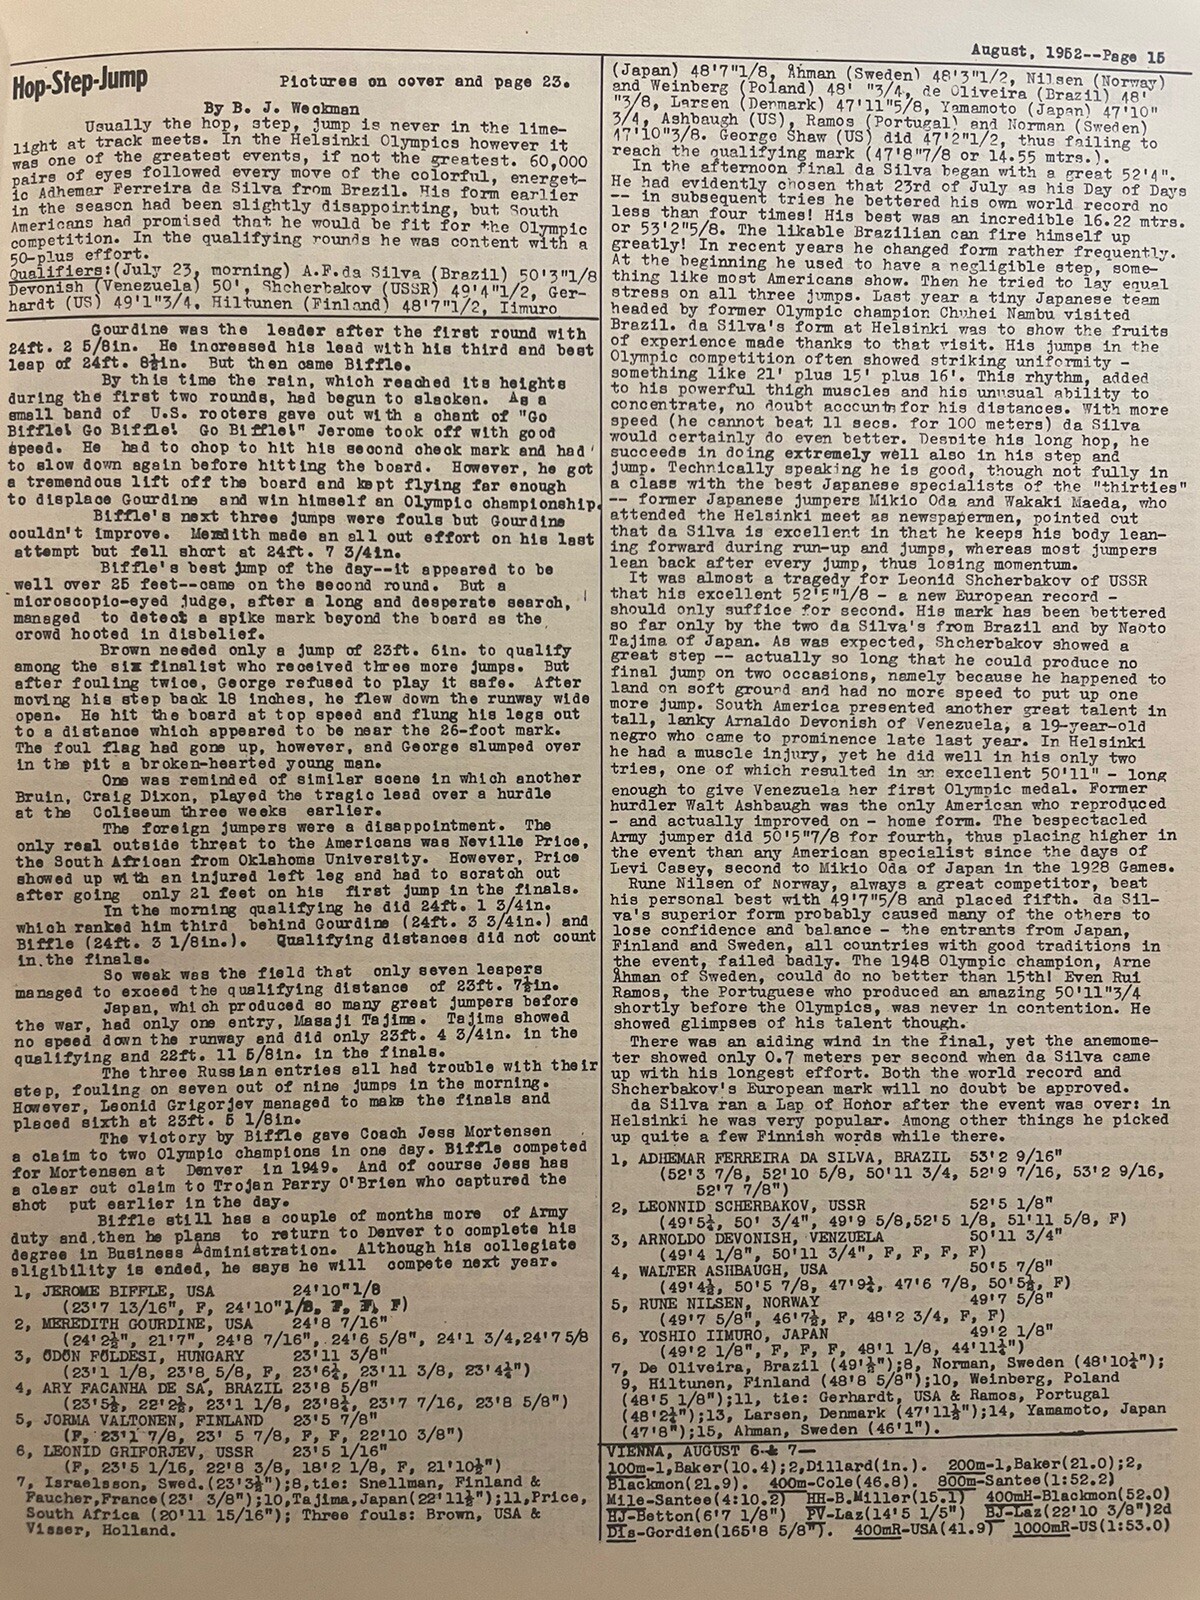 August, 1952--Page 15
Hop-Step-Jump
Pictures on cover and page 23.
By B. J. Weckman
Usually the hop, step, jump is never in the lime-
light at track meets. In the Helsinki Olympics however it
was one of the greatest events, if not the greatest. 60,000
pairs of eyes followed every move of the colorful, energet-
ic Adhemar Ferreira da Silva from Brazil. His form earlier
in the season had been slightly disappointing, but South
Americans had promised that he would be fit for the Olympic
competition. In the qualifying rounds he was content with a
50-plus effort.
Qualifiers:(July 23, morning) A.F.da Silva (Brazil) 50'3"1/8
Devonish (Venezuela) 50', Shcherbakov (USSR) 49'4"1/2, Ger-
hardt (US) 49'1"3/4, Hiltunen (Finland) 48'7"1/2, Iimuro
Gourdine was the leader after the first round with
24ft. 2 5/8in. He increased his lead with his third and best
leap of 24ft. 8½in. But then came Biffle.
By this time the rain, which reached its heights
during the first two rounds, had begun to slacken. As a
small band of U.S. rooters gave out with a chant of "Go
Biffle! Go Biffle! Go Biffle!" Jerome took off with good
speed. He had to chop to hit his second check mark and had
to slow down again before hitting the board. However, he got
a tremendous lift off the board and kept flying far enough
to displace Gourdine and win himself an Olympic championship.
Biffle's next three jumps were fouls but Gourdine
couldn't improve. Meredith made an all out effort on his last
attempt but fell short at 24ft. 7 3/4in.
Biffle's best jump of the day--it appeared to be
well over 25 feet--came on the second round. But a
microscopic-eyed judge, after a long and desperate search,
managed to detect a spike mark beyond the board as the
crowd hooted in disbelief.
Brown needed only a jump of 23ft. 6in. to qualify
among the six finalist who received three more jumps. But
after fouling twice, George refused to play it safe. After
moving his step back 18 inches, he flew down the runway wide
open. He hit the board at top speed and flung his legs out
to a distance which appeared to be near the 26-foot mark.
The foul flag had gone up, however, and George slumped over
in the pit a broken-hearted young man.
One was reminded of similar scene in which another
Bruin, Craig Dixon, played the tragic lead over a hurdle
at the Coliseum three weeks earlier.
The foreign jumpers were a disappointment. The
only real outside threat to the Americans was Neville Price,
the South African from Oklahoma University. However, Price
showed up with an injured left leg and had to scratch out
after going only 21 feet on his first jump in the finals.
In the morning qualifying he did 24ft. 1 3/4in.
which ranked him third behind Gourdine (24ft. 3 3/4in.) and
Biffle (24ft. 3 1/8in.). Qualifying distances did not count
in.the finals.
So weak was the field that only seven leapers
managed to exceed the qualifying distance of 23ft. 7½in.
Japan, which produced so many great jumpers before
the war, had only one entry, Masaji Tajima. Tajima showed
no speed down the runway and did only 23ft. 4 3/4in. in the
qualifying and 22ft. 11 5/8in. in the finals.
The three Russian entries all had trouble with their
step, fouling on seven out of nine jumps in the morning.
However, Leonid Grigorjev managed to make the finals and
placed sixth at 23ft. 5 1/8in.
The victory by Biffle gave Coach Jess Mortensen
a claim to two Olympic champions in one day. Biffle competed
for Mortensen at Denver in 1949. And of course Jess has
a clear cut claim to Trojan Parry O'Brien who captured the
shot put earlier in the day.
Biffle still has a couple of months more of Army
duty and.then he plans to return to Denver to complete his
degree in Business Administration. Although his collegiate
eligibility is ended, he says he will compete next year.
1, JEROME BIFFLE, USA 24'10"1/8
(23'7 13/16", F, 24'10"1/8, F, F, F)
2, MEREDITH GOURDINE, USA 24'8 7/16"
(24'2½", 21'7", 24'8 7/16", 24'6 5/8", 24'1 3/4,24'7 5/8
3, ÖDÖN FÖLDESI, HUNGARY 23'11 3/8"
(23'1 1/8, 23'8 5/8, F, 23'6¼, 23'11 3/8, 23'4¼")
4, ARY FACANHA DE SA, BRAZIL 23'8 5/8"
(23'5½, 22'2½, 23'1 1/8, 23'8¼, 23'7 7/16, 23'8 5/8")
5, JORMA VALTONEN, FINLAND 23'5 7/8"
(F, 23'1 7/8, 23' 5 7/8, F, F, 22'10 3/8")
6, LEONID GRIFORJEV, USSR 23'5 1/16"
(F, 23'5 1/16, 22'8 3/8, 18'2 1/8, F, 21'10½")
7, Israelsson, Swed.(23'3½");8,tie: Snellman, Finland &
Faucher,France(23' 3/8");10,Tajima,Japan(22'11½");11,Price,
South Africa (20'11 15/16"); Three fouls: Brown, USA &
Visser, Holland.
(Japan) 48'7"1/8, Åhman (Sweden) 48'3"1/2, Nilsen (Norway)
and Weinberg (Poland) 48' "3/4, de Oliveira (Brazil) 48'
"3/8, Larsen (Denmark) 47'11"5/8, Yamamoto (Japan) 47'10"
3/4, Ashbaugh (US), Ramos (Portugal) and Norman (Sweden)
47'10"3/8. George Shaw (US) did 47'2"1/2, thus failing to
reach the qualifying mark (47'8"7/8 or 14.55 mtrs.).
In the afternoon final da Silva began with a great 52'4".
He had evidently chosen that 23rd of July as his Day of Days
-- in subsequent tries he bettered his own world record no
less than four times! His best was an incredible 16.22 mtrs.
or 53'2"5/8. The likable Brazilian can fire himself up
greatly! In recent years he changed form rather frequently.
At the beginning he used to have a negligible step, some-
thing like most Americans show. Then he tried to lay equal
stress on all three jumps. Last year a tiny Japanese team
headed by former Olympic champion Chuhei Nambu visited
Brazil. da Silva's form at Helsinki was to show the fruits
of experience made thanks to that visit. His jumps in the
Olympic competition often showed striking uniformity -
something like 21' plus 15' plus 16'. This rhythm, added
to his powerful thigh muscles and his unusual ability to
concentrate, no doubt accounts for his distances. With more
speed (he cannot beat 11 secs. for 100 meters) da Silva
would certainly do even better. Despite his long hop, he
succeeds in doing extremely well also in his step and
jump. Technically speaking he is good, though not fully in
a class with the best Japanese specialists of the "thirties"
-- former Japanese jumpers Mikio Oda and Wakaki Maeda, who
attended the Helsinki meet as newspapermen, pointed out
that da Silva is excellent in that he keeps his body lean-
ing forward during run-up and jumps, whereas most jumpers
lean back after every jump, thus losing momentum.
It was almost a tragedy for Leonid Shcherbakov of USSR
that his excellent 52'5"1/8 - a new European record -
should only suffice for second. His mark has been bettered
so far only by the two da Silva's from Brazil and by Naoto
Tajima of Japan. As was expected, Shcherbakov showed a
great step -- actually so long that he could produce no
final jump on two occasions, namely because he happened to
land on soft ground and had no more speed to put up one
more jump. South America presented another great talent in
tall, lanky Arnaldo Devonish of Venezuela, a 19-year-old
negro who came to prominence late last year. In Helsinki
he had a muscle injury, yet he did well in his only two
tries, one of which resulted in an excellent 50'11" - long
enough to give Venezuela her first Olympic medal. Former
hurdler Walt Ashbaugh was the only American who reproduced
- and actually improved on - home form. The bespectacled
Army jumper did 50'5"7/8 for fourth, thus placing higher in
the event than any American specialist since the days of
Levi Casey, second to Mikio Oda of Japan in the 1928 Games.
Rune Nilsen of Norway, always a great competitor, beat
his personal best with 49'7"5/8 and placed fifth. da Sil-
va's superior form probably caused many of the others to
lose confidence and balance - the entrants from Japan,
Finland and Sweden, all countries with good traditions in
the event, failed badly. The 1948 Olympic champion, Arne
Åhman of Sweden, could do no better than 15th! Even Rui
Ramos, the Portuguese who produced an amazing 50'11"3/4
shortly before the Olympics, was never in contention. He
showed glimpses of his talent though.
There was an aiding wind in the final, yet the anemome-
ter showed only 0.7 meters per second when da Silva came
up with his longest effort. Both the world record and
Shcherbakov's European mark will no doubt be approved.
da Silva ran a Lap of Honor after the event was over: in
Helsinki he was very popular. Among other things he picked
up quite a few Finnish words while there.
1, ADHEMAR FERREIRA DA SILVA, BRAZIL 53'2 9/16"
(52'3 7/8, 52'10 5/8, 50'11 3/4, 52'9 7/16, 53'2 9/16,
52'7 7/8")
2, LEONNID SCHERBAKOV, USSR 52'5 1/8"
(49'5¼, 50' 3/4", 49'9 5/8,52'5 1/8, 51'11 5/8, F)
3, ARNOLDO DEVONISH, VENZUELA 50'11 3/4"
(49'4 1/8", 50'11 3/4", F, F, F, F)
4, WALTER ASHBAUGH, USA 50'5 7/8"
(49'4½, 50'5 7/8, 47'9¼, 47'6 7/8, 50'5½, F)
5, RUNE NILSEN, NORWAY 49'7 5/8"
(49'7 5/8", 46'7½, F, 48'2 3/4, F, F)
6, YOSHIO IIMURO, JAPAN 49'2 1/8"
(49'2 1/8", F, F, F, 48'1 1/8, 44'11¼")
7, De Oliveira, Brazil (49'½");8, Norman, Sweden (48'10¼");
9, Hiltunen, Finland (48'8 5/8");10, Weinberg, Poland
(48'5 1/8");11, tie: Gerhardt, USA & Ramos, Portugal
(48'2¼");13, Larsen, Denmark (47'11½");14, Yamamoto, Japan
(47'8");15, Ahman, Sweden (46'1").
VIENNA, AUGUST 6 & 7—
100m-1,Baker(10.4);2,Dillard(in.). 200m-1,Baker(21.0);2,
Blackmon(21.9). 400m-Cole(46.8). 800m-Santee(1:52.2)
Mile-Santee(4:10.2) HH-B.Miller(15.1) 400mH-Blackmon(52.0)
HJ-Betton(6'7 1/8") PV-Laz(14'5 1/5") BJ-Laz(22'10 3/8")2d
Dis-Gordien(165'8 5/8"). 400mR-USA(41.9) 1000mR-US(1:53.0)